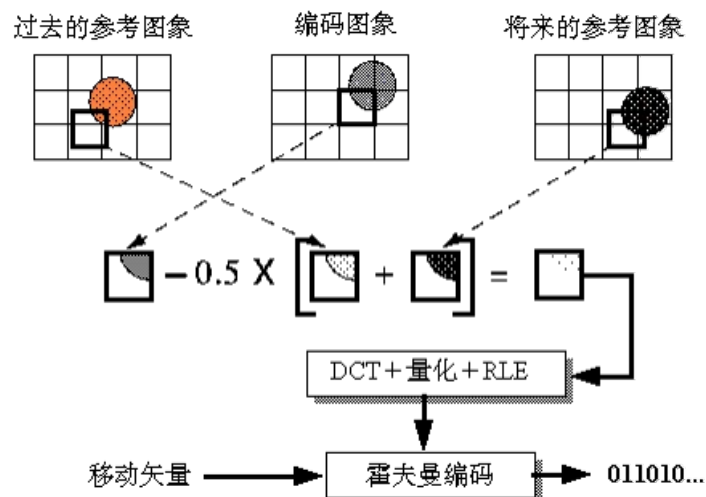 过去的参考图象
编码图象
将来的参考图象
－0.5 X [ + ] =
DCT＋量化＋RLE
移动矢量
霍夫曼编码
011010...